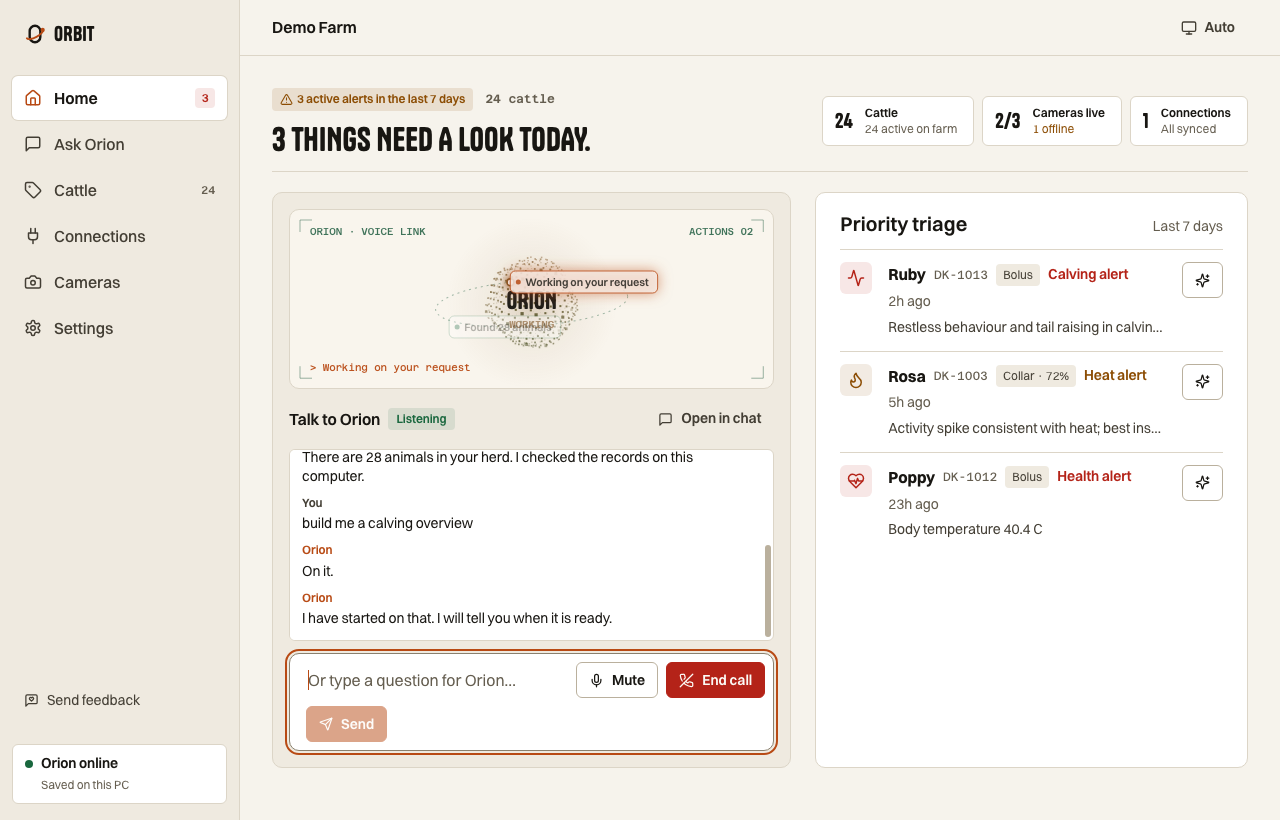 ORBIT
Home 3
Ask Orion
Cattle 24
Connections
Cameras
Settings
Send feedback
Orion online
Saved on this PC
Demo Farm
Auto
3 active alerts in the last 7 days
24 cattle
3 THINGS NEED A LOOK TODAY.
24 Cattle
24 active on farm
2/3 Cameras live
1 offline
1 Connections
All synced
ORION · VOICE LINK
ACTIONS 02
Working on your request
ORION
WORKING
Found 28 animals
> Working on your request
Talk to Orion
Listening
Open in chat
There are 28 animals in your herd. I checked the records on this
computer.
You
build me a calving overview
Orion
On it.
Orion
I have started on that. I will tell you when it is ready.
Or type a question for Orion...
Mute
End call
Send
Priority triage
Last 7 days
Ruby DK-1013 Bolus Calving alert
2h ago
Restless behaviour and tail raising in calvin...
Rosa DK-1003 Collar · 72% Heat alert
5h ago
Activity spike consistent with heat; best ins...
Poppy DK-1012 Bolus Health alert
23h ago
Body temperature 40.4 C